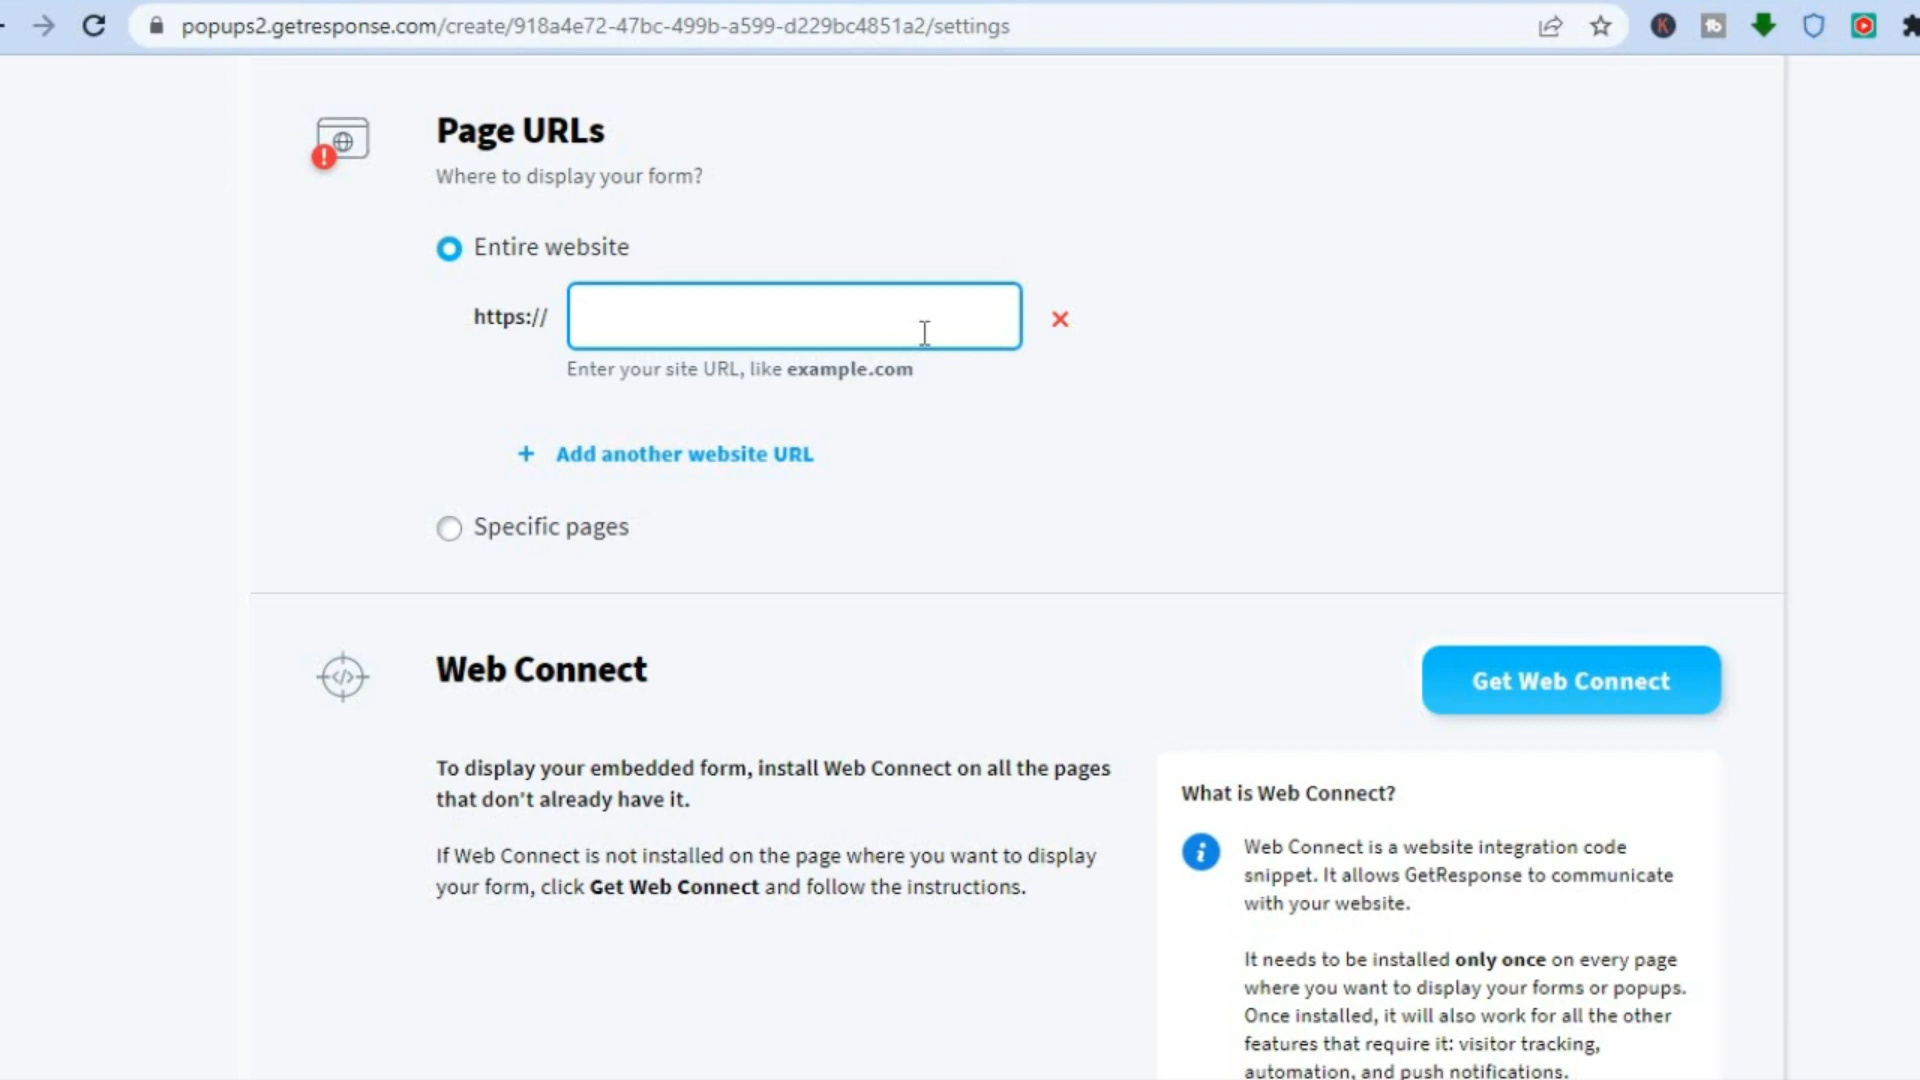 popups2.getresponse.com/create/918a4e72-47bc-499b-a599-d229bc4851a2/settings
Page URLs
Where to display your form?
Entire website
https://
Enter your site URL, like example.com
+ Add another website URL
Specific pages
Web Connect
Get Web Connect
To display your embedded form, install Web Connect on all the pages
that don't already have it.
If Web Connect is not installed on the page where you want to display
your form, click Get Web Connect and follow the instructions.
What is Web Connect?
Web Connect is a website integration code
snippet. It allows GetResponse to communicate
with your website.
It needs to be installed only once on every page
where you want to display your forms or popups.
Once installed, it will also work for all the other
features that require it: visitor tracking,
automation, and push notifications.